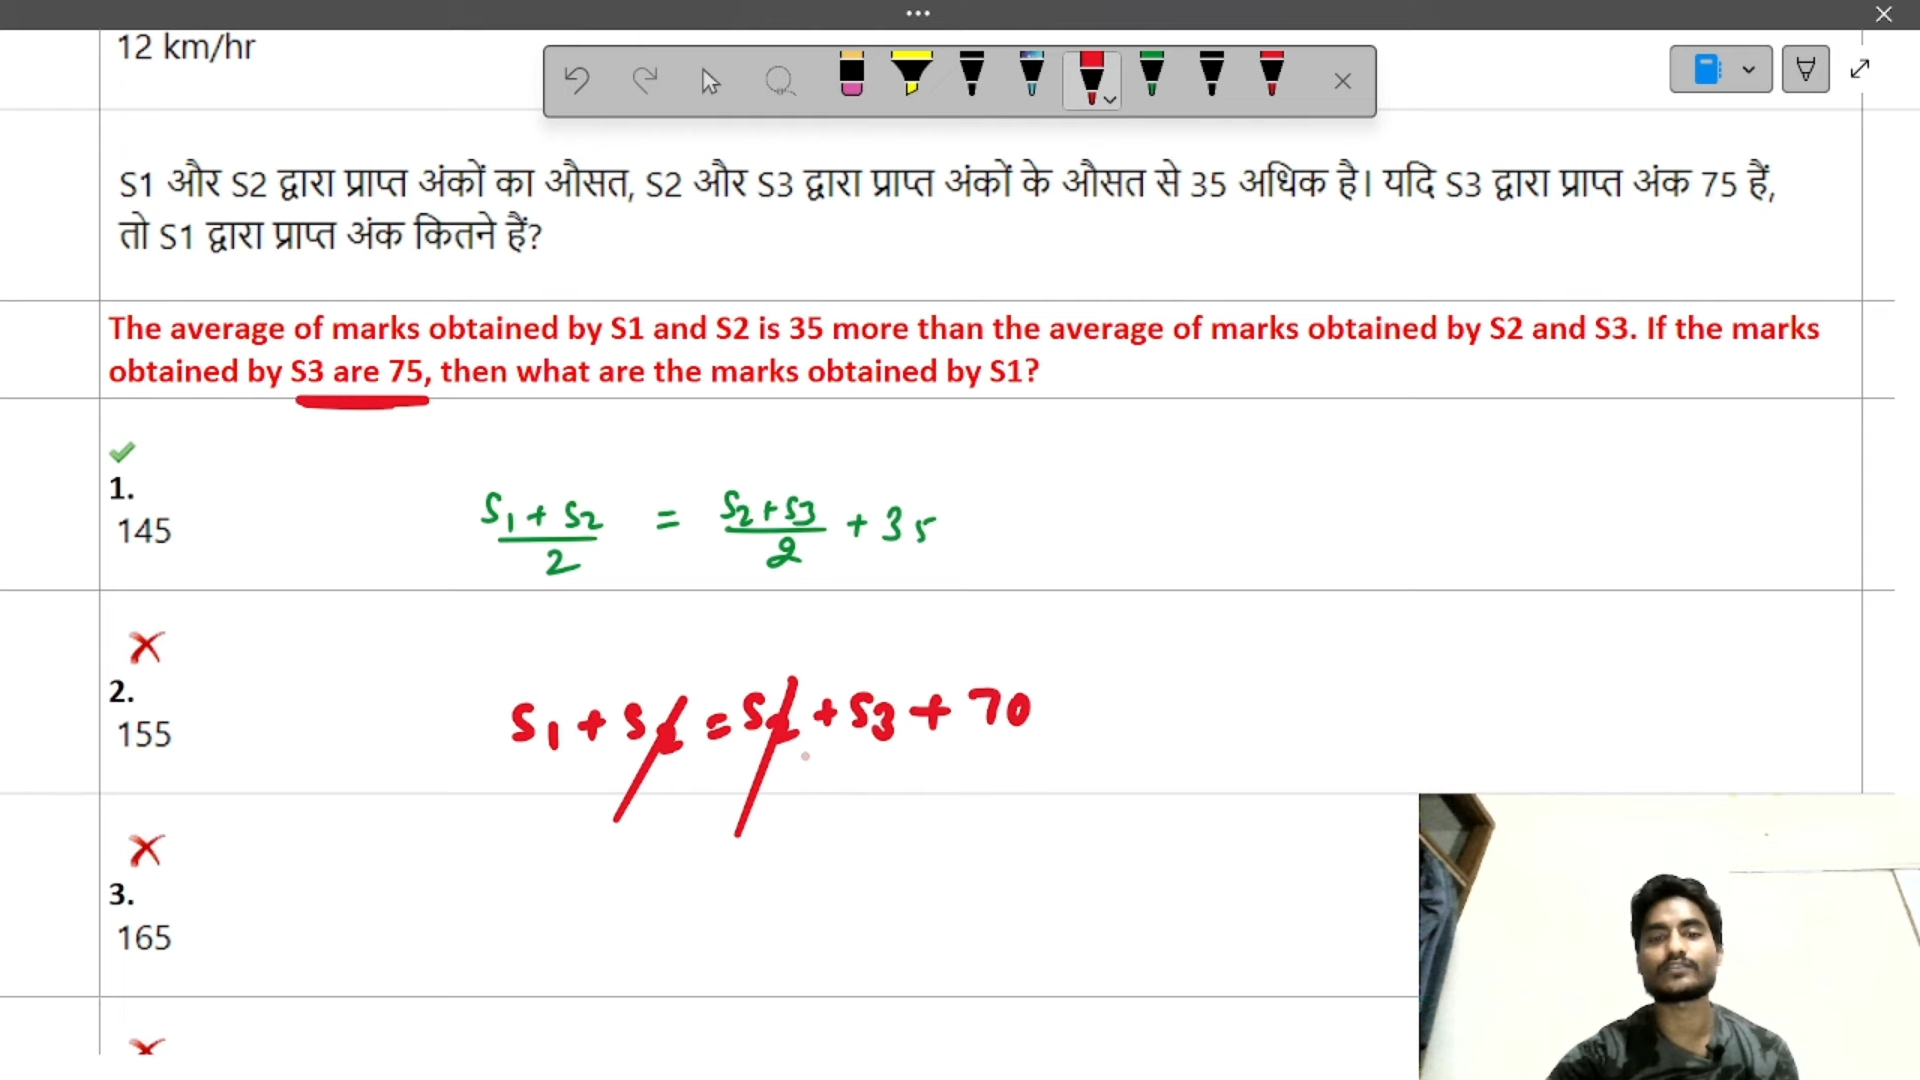 12 km/hr
S1 और S2 द्वारा प्राप्त अंकों का औसत, S2 और S3 द्वारा प्राप्त अंकों के औसत से 35 अधिक है। यदि S3 द्वारा प्राप्त अंक 75 हैं,
तो S1 द्वारा प्राप्त अंक कितने हैं?
The average of marks obtained by S1 and S2 is 35 more than the average of marks obtained by S2 and S3. If the marks
obtained by S3 are 75, then what are the marks obtained by S1?
1.
145
S1 + S2 / 2 = S2 + S3 / 2 + 35
2.
155
S1 + S2 = S2 + S3 + 70
3.
165